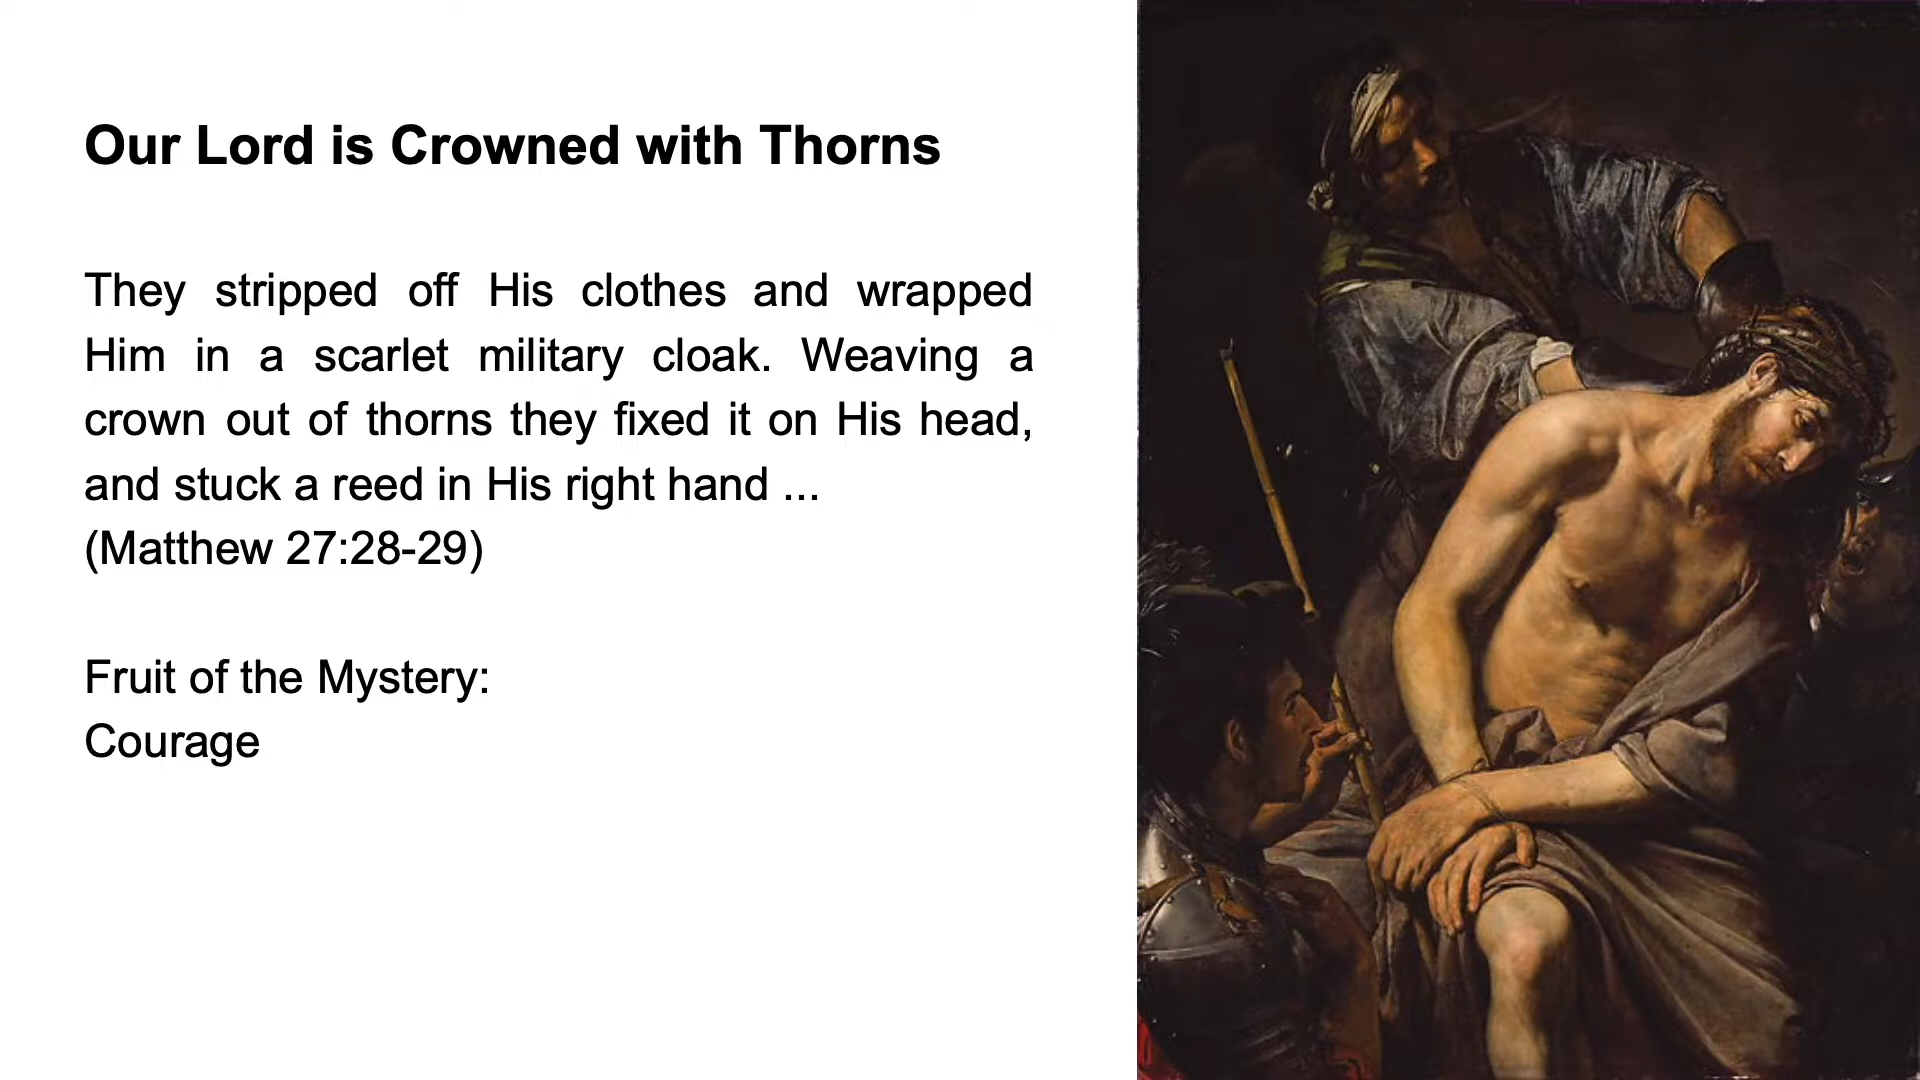 Our Lord is Crowned with Thorns
They stripped off His clothes and wrapped
Him in a scarlet military cloak. Weaving a
crown out of thorns they fixed it on His head,
and stuck a reed in His right hand ...
(Matthew 27:28-29)
Fruit of the Mystery:
Courage